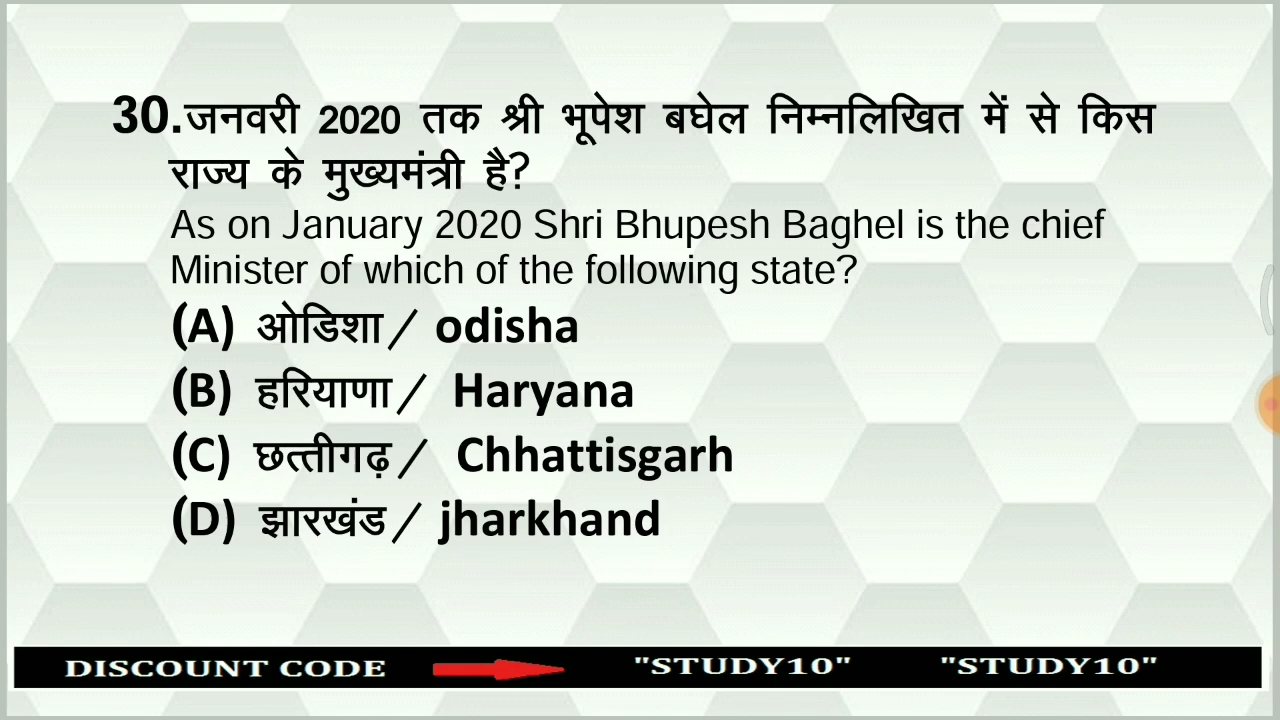 30.जनवरी 2020 तक श्री भूपेश बघेल निम्नलिखित में से किस
राज्य के मुख्यमंत्री है?
As on January 2020 Shri Bhupesh Baghel is the chief
Minister of which of the following state?
(A) ओडिशा / odisha
(B) हरियाणा / Haryana
(C) छत्तीगढ़ / Chhattisgarh
(D) झारखंड / jharkhand
DISCOUNT CODE "STUDY10" "STUDY10"